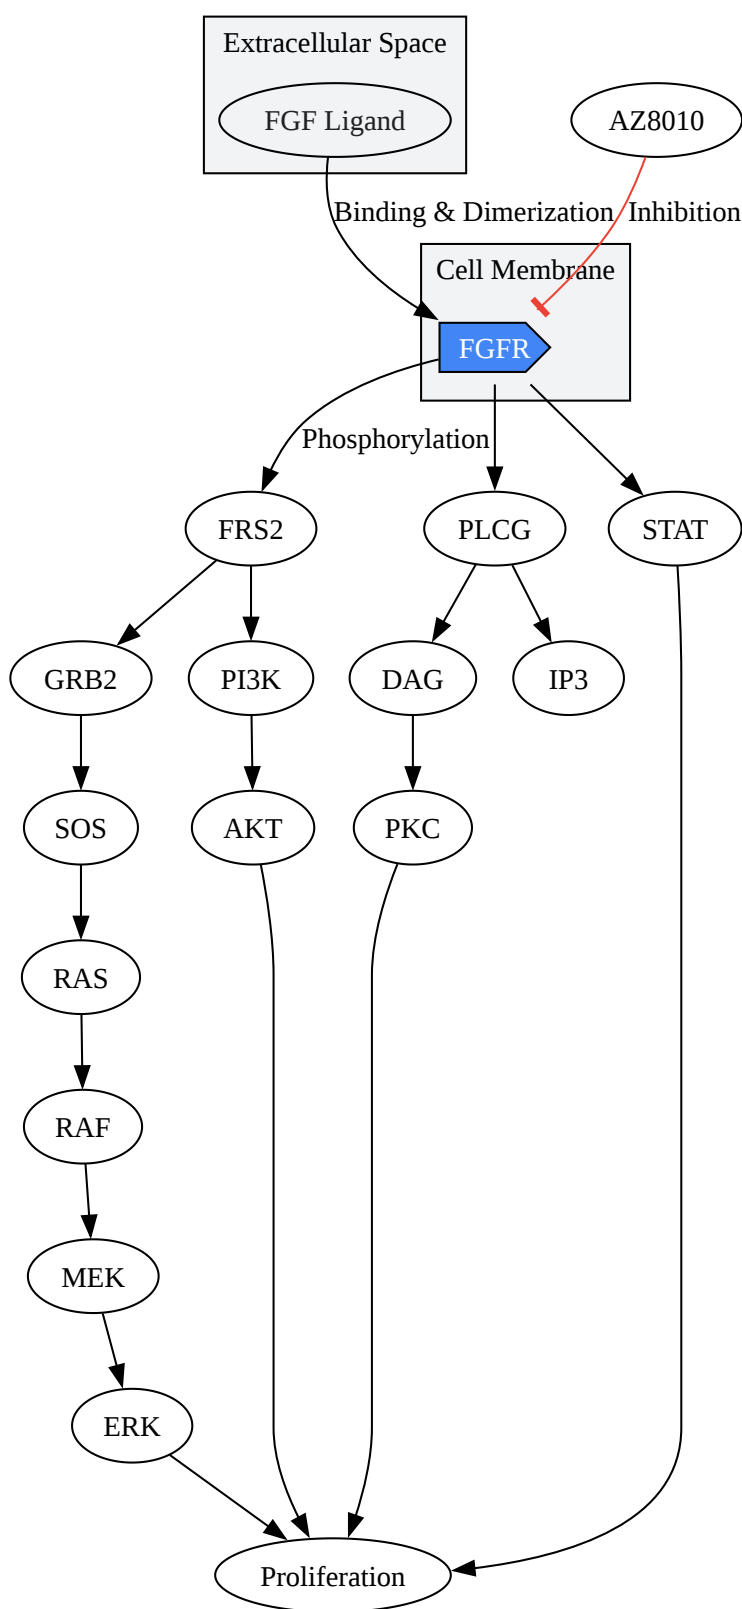 Extracellular Space
FGF Ligand
AZ8010
Binding & Dimerization
Inhibition
Cell Membrane
FGFR
Phosphorylation
FRS2
PLCG
STAT
GRB2
PI3K
DAG
IP3
SOS
AKT
PKC
RAS
RAF
MEK
ERK
Proliferation